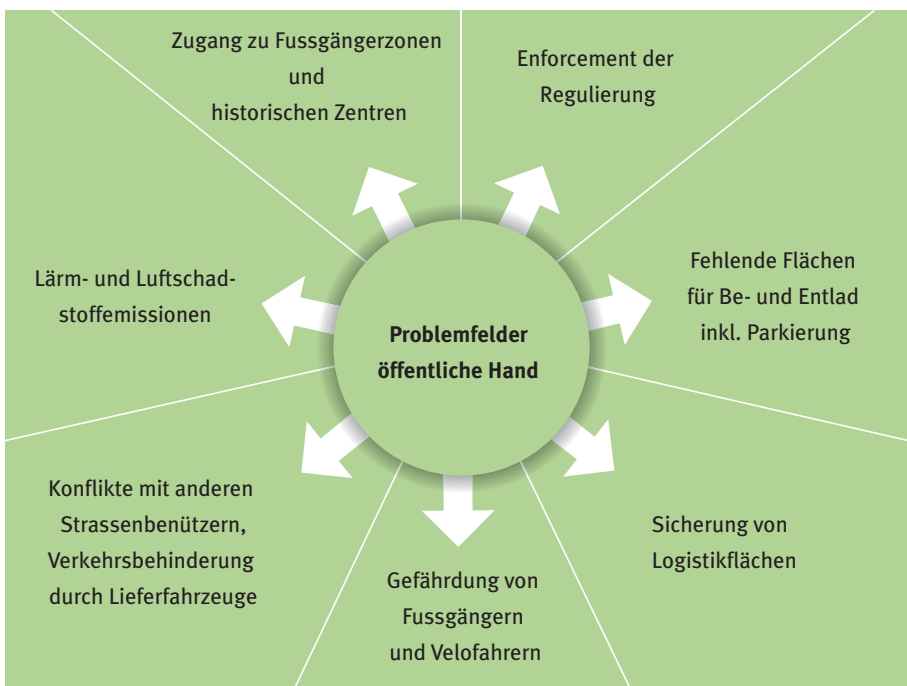 Zugang zu Fussgängerzonen
und
historischen Zentren
Enforcement der
Regulierung
Fehlende Flächen
für Be- und Entlad
inkl. Parkierung
Sicherung von
Logistikflächen
Gefährdung von
Fussgängern
und Velofahrern
Konflikte mit anderen
Strassenbenützern,
Verkehrsbehinderung
durch Lieferfahrzeuge
Lärm- und Luftschad-
stoffemissionen
Problemfelder
öffentliche Hand